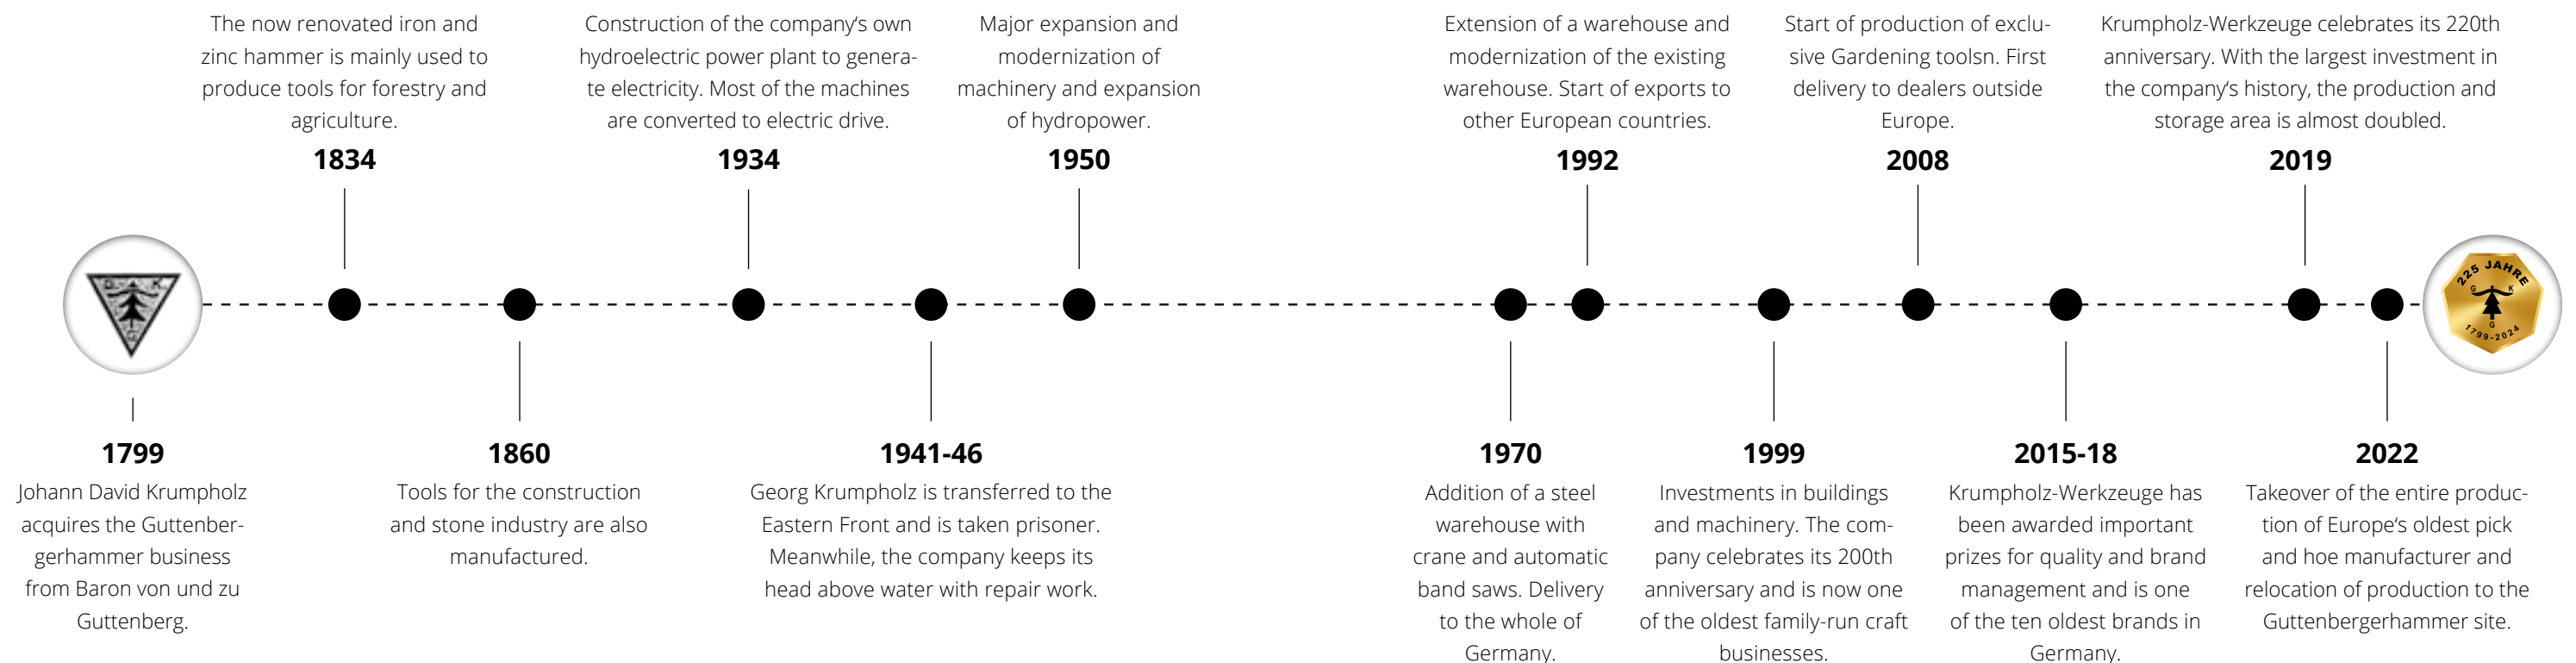 The now renovated iron and
zinc hammer is mainly used to
produce tools for forestry and
agriculture.
1834
Construction of the company‘s own
hydroelectric power plant to genera-
te electricity. Most of the machines
are converted to electric drive.
1934
Major expansion and
modernization of
machinery and expansion
of hydropower.
1950
Extension of a warehouse and
modernization of the existing
warehouse. Start of exports to
other European countries.
1992
Start of production of exclu-
sive Gardening toolsn. First
delivery to dealers outside
Europe.
2008
Krumpholz-Werkzeuge celebrates its 220th
anniversary. With the largest investment in
the company‘s history, the production and
storage area is almost doubled.
2019
G K
225 JAHRE
G K
G
1799-2024
1799
Johann David Krumpholz
acquires the Guttenber-
gerhammer business
from Baron von und zu
Guttenberg.
1860
Tools for the construction
and stone industry are also
manufactured.
1941-46
Georg Krumpholz is transferred to the
Eastern Front and is taken prisoner.
Meanwhile, the company keeps its
head above water with repair work.
1970
Addition of a steel
warehouse with
crane and automatic
band saws. Delivery
to the whole of
Germany.
1999
Investments in buildings
and machinery. The com-
pany celebrates its 200th
anniversary and is now one
of the oldest family-run craft
businesses.
2015-18
Krumpholz-Werkzeuge has
been awarded important
prizes for quality and brand
management and is one
of the ten oldest brands in
Germany.
2022
Takeover of the entire produc-
tion of Europe‘s oldest pick
and hoe manufacturer and
relocation of production to the
Guttenbergerhammer site.